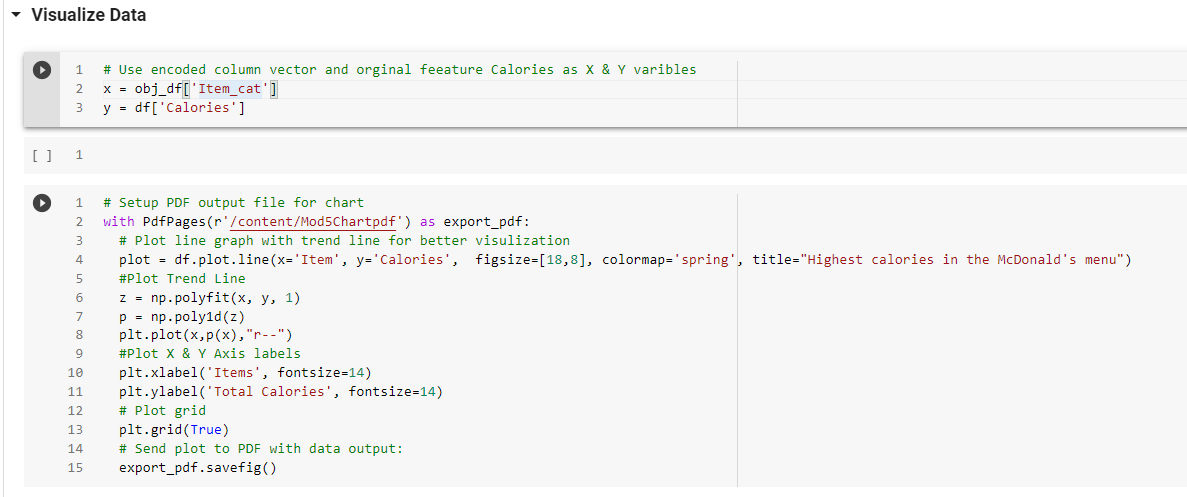 Visualize Data
1 # Use encoded column vector and orginal feeature Calories as X & Y varibles
2 x = obj_df['Item_cat']
3 y = df['Calories']
[ ] 1
1 # Setup PDF output file for chart
2 with PdfPages(r'/content/Mod5Chartpdf') as export_pdf:
3   # Plot line graph with trend line for better visulization
4   plot = df.plot.line(x='Item', y='Calories',  figsize=[18,8], colormap='spring', title="Highest calories in the McDonald's menu")
5   #Plot Trend Line
6   z = np.polyfit(x, y, 1)
7   p = np.poly1d(z)
8   plt.plot(x,p(x),"r--")
9   #Plot X & Y Axis labels
10   plt.xlabel('Items', fontsize=14)
11   plt.ylabel('Total Calories', fontsize=14)
12   # Plot grid
13   plt.grid(True)
14   # Send plot to PDF with data output:
15   export_pdf.savefig()